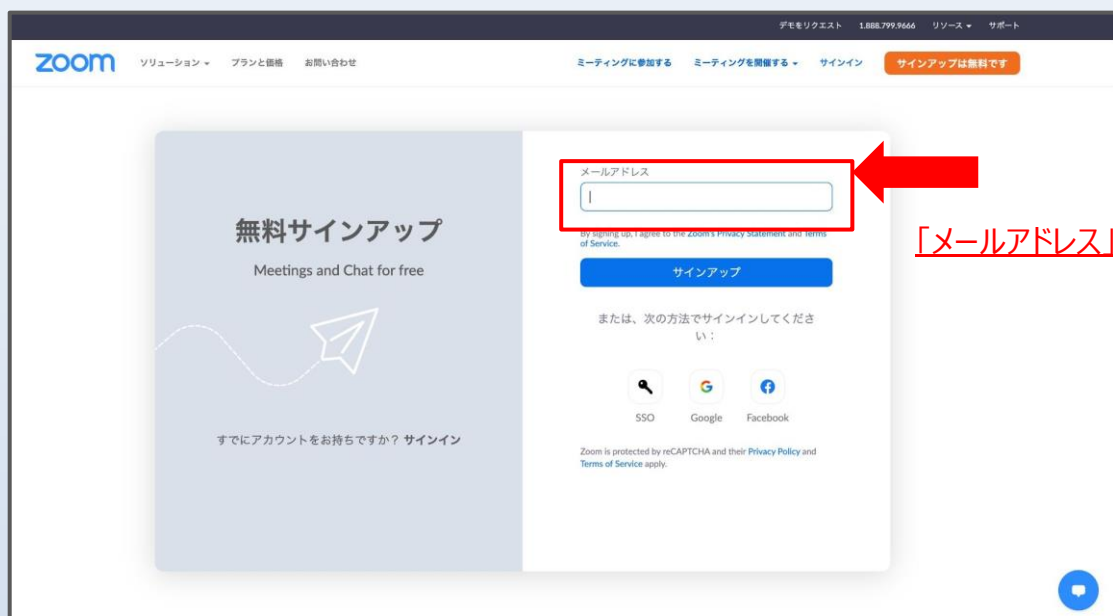 デモをリクエスト 1.888.799.9666 リソース サポート
zoom ソリューション プランと価格 お問い合わせ ミーティングに参加する ミーティングを開催する サインイン サインアップは無料です
無料サインアップ
Meetings and Chat for free
すでにアカウントをお持ちですか? サインイン
メールアドレス
By signing up, I agree to the Zoom's Privacy Statement and Terms
of Service.
サインアップ
または、次の方法でサインインしてくださ
い：
SSO Google Facebook
Zoom is protected by reCAPTCHA and their Privacy Policy and
Terms of Service apply.
「メールアドレス」